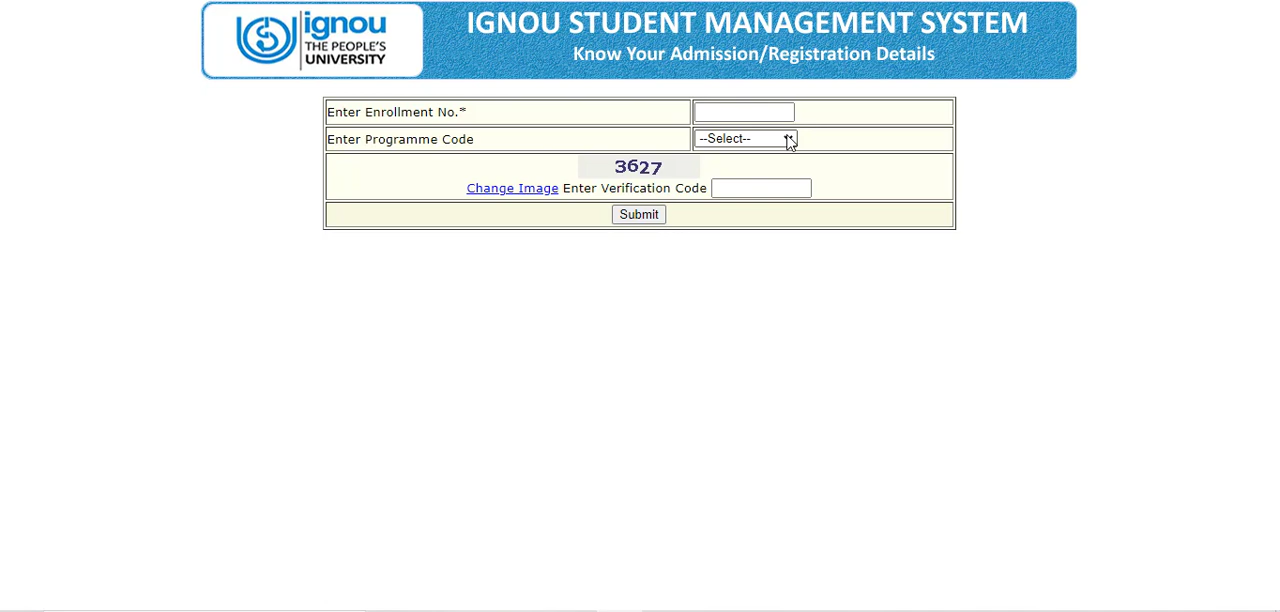 ignou
THE PEOPLE'S
UNIVERSITY
IGNOU STUDENT MANAGEMENT SYSTEM
Know Your Admission/Registration Details
Enter Enrollment No.*
Enter Programme Code --Select--
3627
Change Image Enter Verification Code
Submit